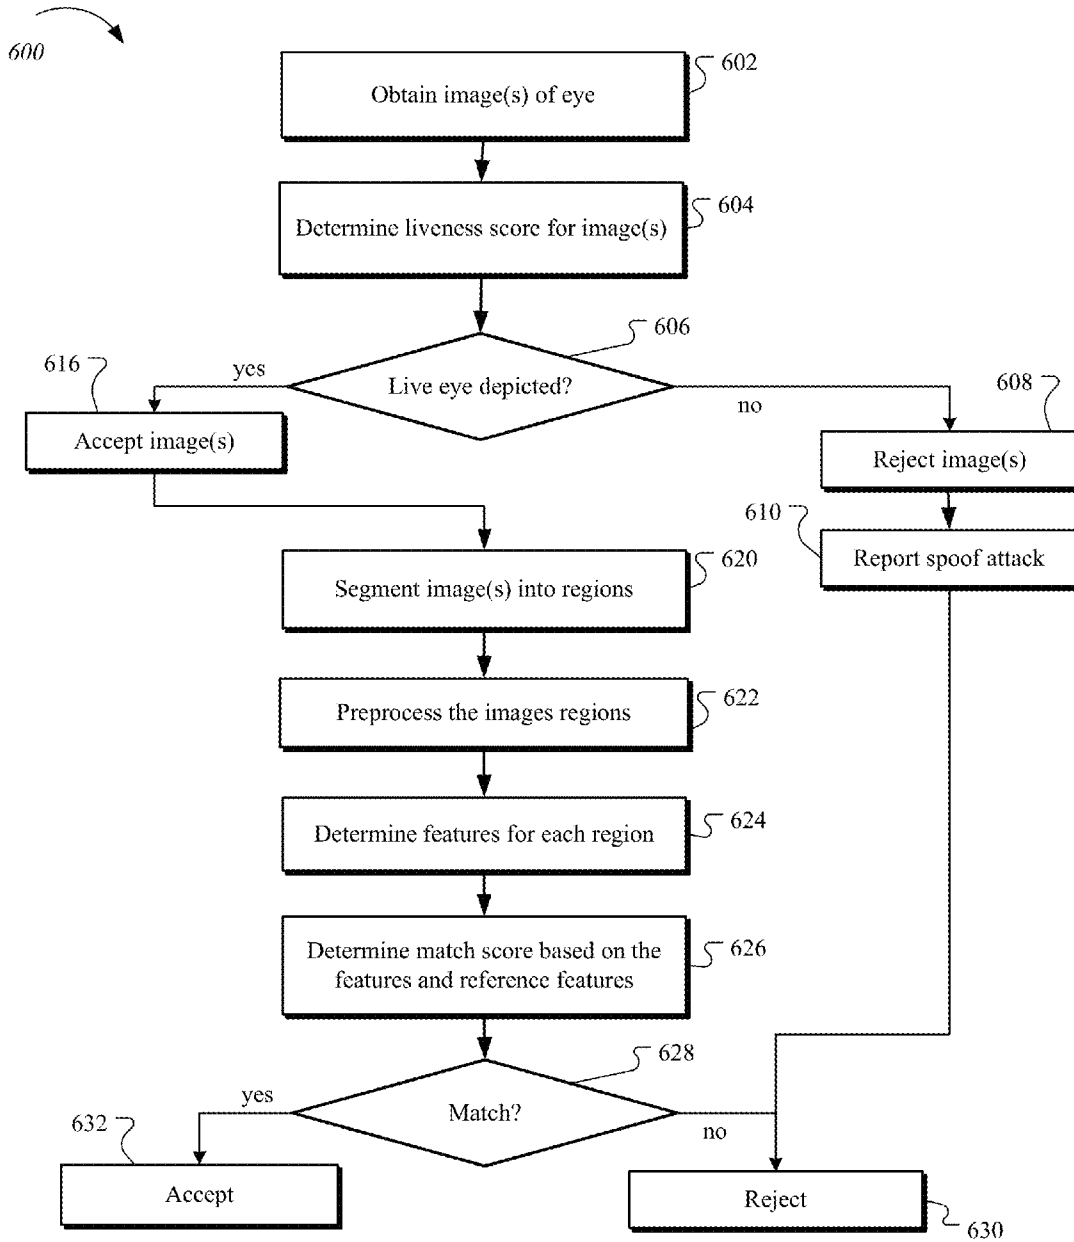 600
Obtain image(s) of eye
602
Determine liveness score for image(s)
604
606
616
yes
Live eye depicted?
no
608
Accept image(s)
Reject image(s)
610
Report spoof attack
Segment image(s) into regions
620
Preprocess the images regions
622
Determine features for each region
624
Determine match score based on the
features and reference features
626
628
yes
Match?
no
632
Accept
Reject
630